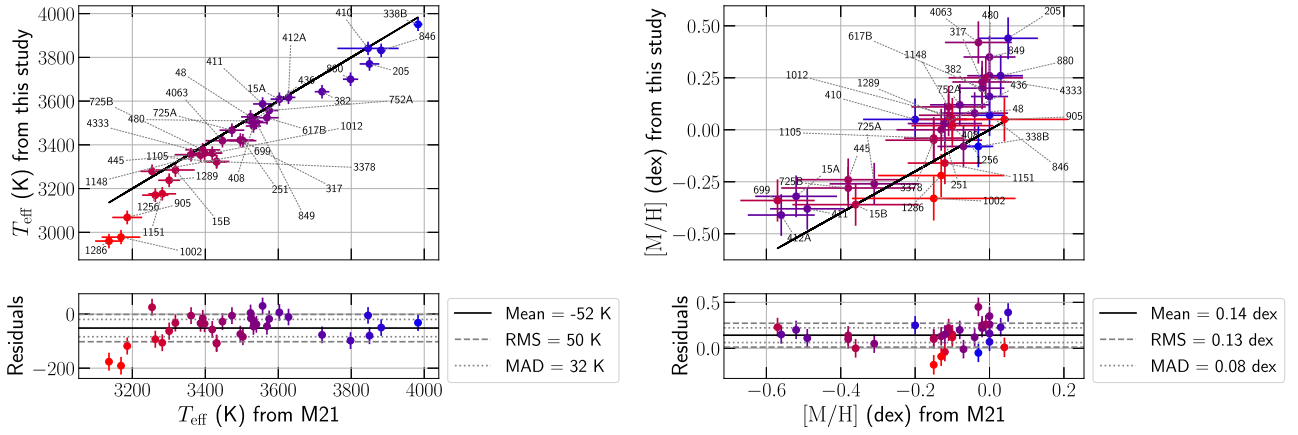 4000
3800
3600
3400
3200
3000
T_eff (K) from this study
410
338B
412A
846
411
880
205
48
15A
436
4063
382
725B
725A
752A
4333
480
617B
1012
445
1105
699
3378
1148
1289
408
251
317
1256
905
849
1151
15B
1286
1002
0
−200
Residuals
3200
3400
3600
3800
4000
T_eff (K) from M21
Mean = -52 K
RMS = 50 K
MAD = 32 K
0.50
0.25
0.00
−0.25
−0.50
[M/H] (dex) from this study
4063
480
205
317
617B
849
1148
382
880
1012
1289
752A
436
4333
410
48
905
1105
725A
408
338B
445
1256
846
15A
1151
725B
3378
251
699
1286
1002
411
15B
412A
0.5
0.0
Residuals
−0.6
−0.4
−0.2
0.0
0.2
[M/H] (dex) from M21
Mean = 0.14 dex
RMS = 0.13 dex
MAD = 0.08 dex